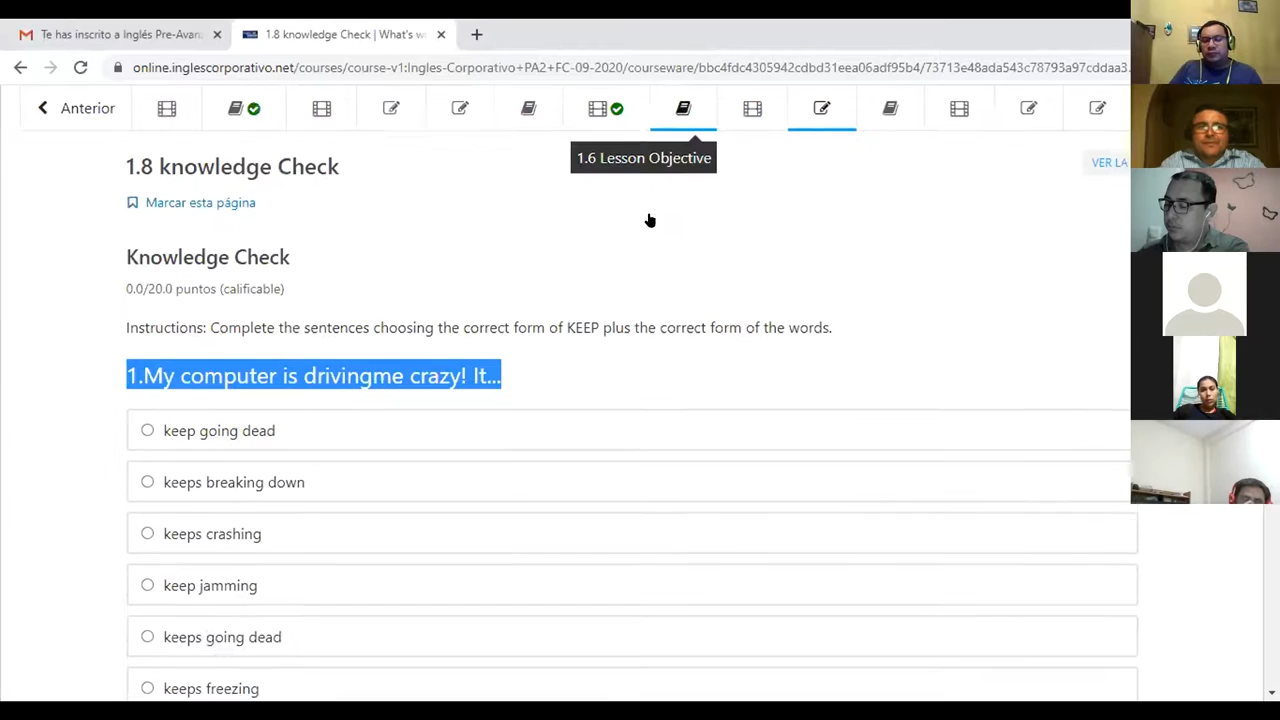 Te has inscrito a Inglés Pre-Avan
1.8 knowledge Check | What's w
online.inglescorporativo.net/courses/course-v1:Ingles-Corporativo+PA2+FC-09-2020/courseware/bbc4fdc4305942cdbd31eea06adf95b4/73713e48ada543c78793a97cddaa3...
Anterior
1.6 Lesson Objective
1.8 knowledge Check
VER LA
Marcar esta página
Knowledge Check
0.0/20.0 puntos (calificable)
Instructions: Complete the sentences choosing the correct form of KEEP plus the correct form of the words.
1.My computer is drivingme crazy! It...
keep going dead
keeps breaking down
keeps crashing
keep jamming
keeps going dead
keeps freezing